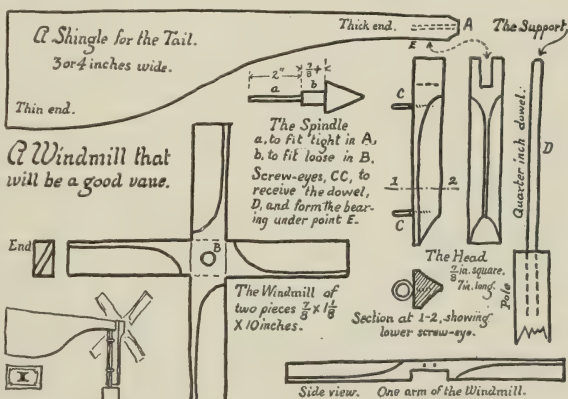 A Shingle for the Tail.
3 or 4 inches wide.
Thin end.
Thick end.
A
E
The Support
2"
7/8 + 1/8"
a
b
The Spindle
a, to fit tight in A,
b, to fit loose in B.
Screw-eyes, CC, to
receive the dowel,
D, and form the bear-
ing under point E.
A Windmill that
will be a good vane.
End
B
The Windmill of
two pieces 7/8 x 1 1/8
x 10 inches.
C
1
2
C
The Head
7/8 in. square.
7 in. long.
Section at 1-2, showing
lower screw-eye.
Quarter inch dowel.
D
Pole
Side view. One arm of the Windmill.